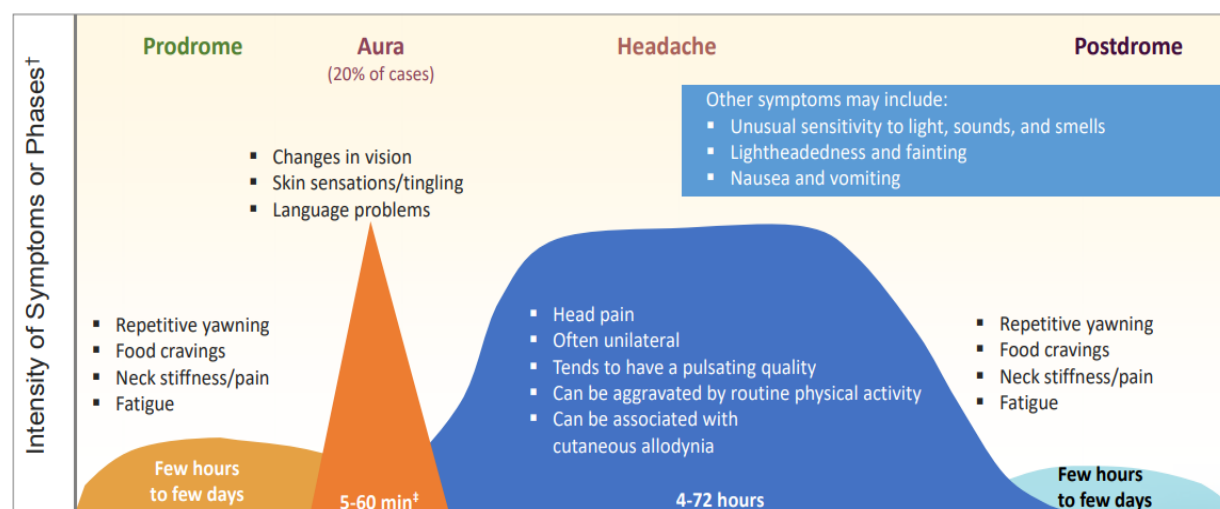 Intensity of Symptoms or Phases†
Prodrome
Aura
(20% of cases)
Headache
Postdrome
Other symptoms may include:
▪ Unusual sensitivity to light, sounds, and smells
▪ Lightheadedness and fainting
▪ Nausea and vomiting
▪ Changes in vision
▪ Skin sensations/tingling
▪ Language problems
▪ Repetitive yawning
▪ Food cravings
▪ Neck stiffness/pain
▪ Fatigue
▪ Head pain
▪ Often unilateral
▪ Tends to have a pulsating quality
▪ Can be aggravated by routine physical activity
▪ Can be associated with
cutaneous allodynia
▪ Repetitive yawning
▪ Food cravings
▪ Neck stiffness/pain
▪ Fatigue
Few hours
to few days
5-60 min‡
4-72 hours
Few hours
to few days